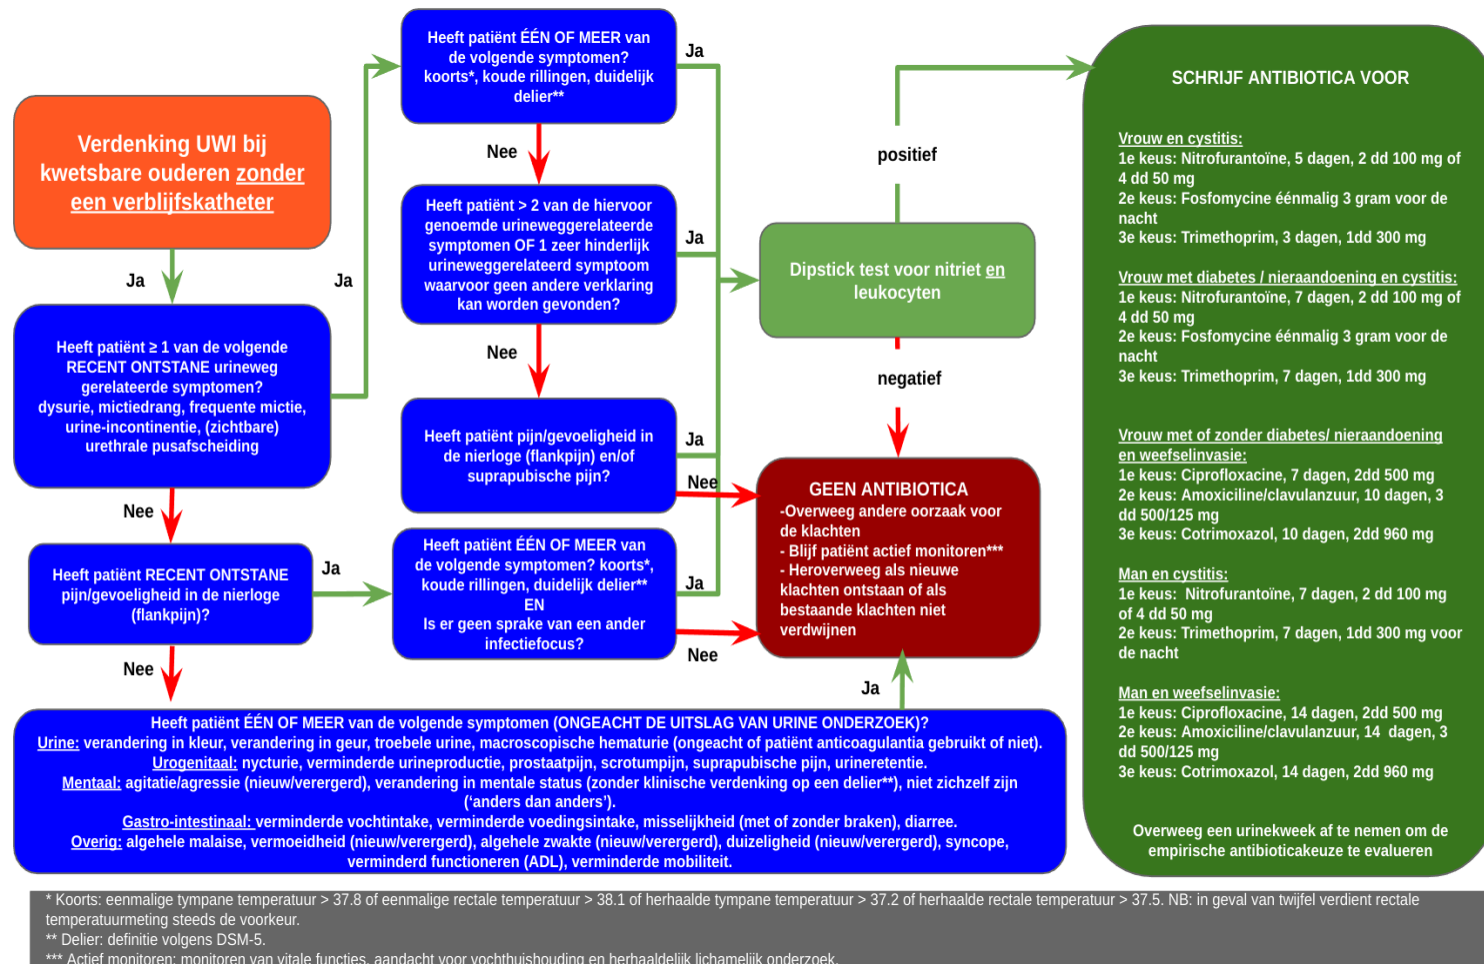 Verdenking UWI bij
kwetsbare ouderen zonder
een verblijfskatheter
Ja
Heeft patiënt ≥ 1 van de volgende
RECENT ONTSTANE urineweg
gerelateerde symptomen?
dysurie, mictiedrang, frequente mictie,
urine-incontinentie, (zichtbare)
urethrale pusafscheiding
Ja
Nee
Heeft patiënt RECENT ONTSTANE
pijn/gevoeligheid in de nierloge
(flankpijn)?
Ja
Nee
Heeft patiënt ÉÉN OF MEER van
de volgende symptomen?
koorts*, koude rillingen, duidelijk
delier**
Ja
Nee
Heeft patiënt > 2 van de hiervoor
genoemde urineweggerelateerde
symptomen OF 1 zeer hinderlijk
urineweggerelateerd symptoom
waarvoor geen andere verklaring
kan worden gevonden?
Ja
Nee
Heeft patiënt pijn/gevoeligheid in
de nierloge (flankpijn) en/of
suprapubische pijn?
Ja
Nee
Heeft patiënt ÉÉN OF MEER van
de volgende symptomen? koorts*,
koude rillingen, duidelijk delier**
EN
Is er geen sprake van een ander
infectiefocus?
Ja
Nee
Dipstick test voor nitriet en
leukocyten
positief
negatief
GEEN ANTIBIOTICA
-Overweeg andere oorzaak voor
de klachten
- Blijf patiënt actief monitoren***
- Heroverweeg als nieuwe
klachten ontstaan of als
bestaande klachten niet
verdwijnen
Ja
Heeft patiënt ÉÉN OF MEER van de volgende symptomen (ONGEACHT DE UITSLAG VAN URINE ONDERZOEK)?
Urine: verandering in kleur, verandering in geur, troebele urine, macroscopische hematurie (ongeacht of patiënt anticoagulantia gebruikt of niet).
Urogenitaal: nycturie, verminderde urineproductie, prostaatpijn, scrotumpijn, suprapubische pijn, urineretentie.
Mentaal: agitatie/agressie (nieuw/verergerd), verandering in mentale status (zonder klinische verdenking op een delier**), niet zichzelf zijn
(‘anders dan anders’).
Gastro-intestinaal: verminderde vochtintake, verminderde voedingsintake, misselijkheid (met of zonder braken), diarree.
Overig: algehele malaise, vermoeidheid (nieuw/verergerd), algehele zwakte (nieuw/verergerd), duizeligheid (nieuw/verergerd), syncope,
verminderd functioneren (ADL), verminderde mobiliteit.
SCHRIJF ANTIBIOTICA VOOR
Vrouw en cystitis:
1e keus: Nitrofurantoïne, 5 dagen, 2 dd 100 mg of
4 dd 50 mg
2e keus: Fosfomycine éénmalig 3 gram voor de
nacht
3e keus: Trimethoprim, 3 dagen, 1dd 300 mg
Vrouw met diabetes / nieraandoening en cystitis:
1e keus: Nitrofurantoïne, 7 dagen, 2 dd 100 mg of
4 dd 50 mg
2e keus: Fosfomycine éénmalig 3 gram voor de
nacht
3e keus: Trimethoprim, 7 dagen, 1dd 300 mg
Vrouw met of zonder diabetes/ nieraandoening
en weefselinvasie:
1e keus: Ciprofloxacine, 7 dagen, 2dd 500 mg
2e keus: Amoxiciline/clavulanzuur, 10 dagen, 3
dd 500/125 mg
3e keus: Cotrimoxazol, 10 dagen, 2dd 960 mg
Man en cystitis:
1e keus:  Nitrofurantoïne, 7 dagen, 2 dd 100 mg
of 4 dd 50 mg
2e keus: Trimethoprim, 7 dagen, 1dd 300 mg voor
de nacht
Man en weefselinvasie:
1e keus: Ciprofloxacine, 14 dagen, 2dd 500 mg
2e keus: Amoxiciline/clavulanzuur, 14  dagen, 3
dd 500/125 mg
3e keus: Cotrimoxazol, 14 dagen, 2dd 960 mg
Overweeg een urinekweek af te nemen om de
empirische antibioticakeuze te evalueren
* Koorts: eenmalige tympane temperatuur > 37.8 of eenmalige rectale temperatuur > 38.1 of herhaalde tympane temperatuur > 37.2 of herhaalde rectale temperatuur > 37.5. NB: in geval van twijfel verdient rectale
temperatuurmeting steeds de voorkeur.
** Delier: definitie volgens DSM-5.
*** Actief monitoren: monitoren van vitale functies, aandacht voor vochthuishouding en herhaaldelijk lichamelijk onderzoek.